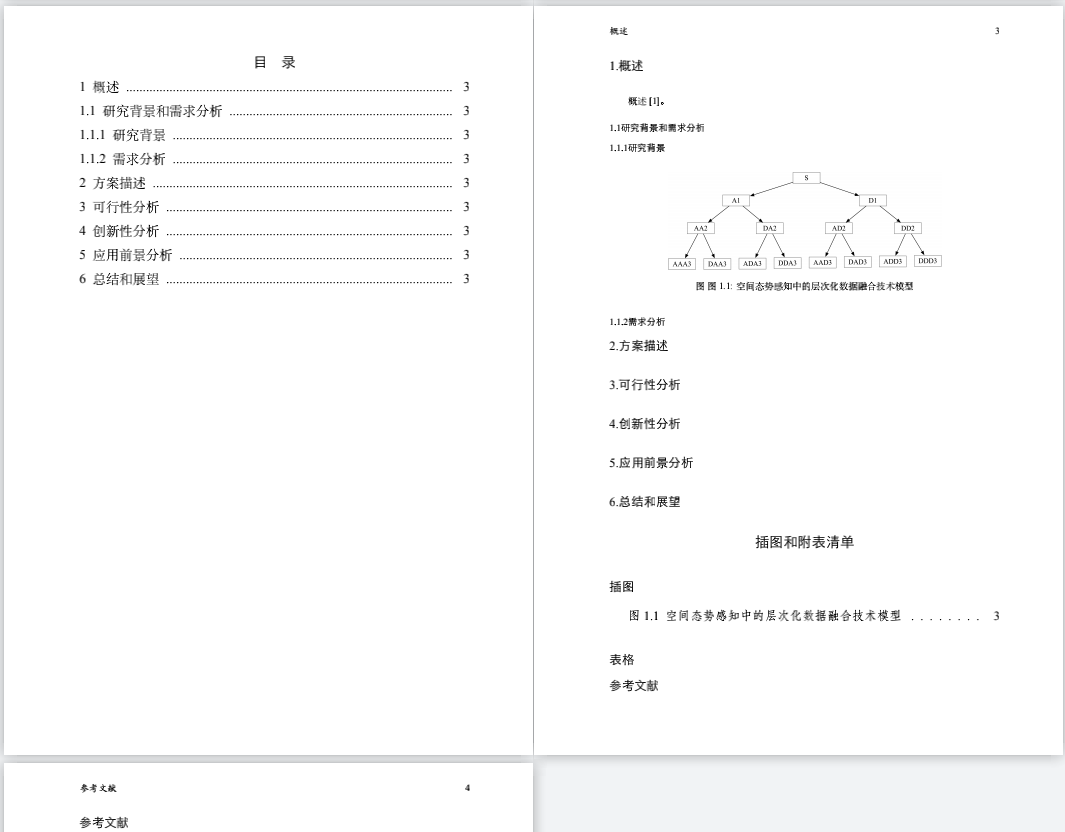 目 录
1 概述 3
1.1 研究背景和需求分析 3
1.1.1 研究背景 3
1.1.2 需求分析 3
2 方案描述 3
3 可行性分析 3
4 创新性分析 3
5 应用前景分析 3
6 总结和展望 3
概述 3
1.概述
概述 [1]。
1.1研究背景和需求分析
1.1.1研究背景
S
A1 D1
AA2 DA2 AD2 DD2
AAA3 DAA3 ADA3 DDA3 AAD3 DAD3 ADD3 DDD3
图 图 1.1: 空间态势感知中的层次化数据融合技术模型
1.1.2需求分析
2.方案描述
3.可行性分析
4.创新性分析
5.应用前景分析
6.总结和展望
插图和附表清单
插图
图 1.1 空间态势感知中的层次化数据融合技术模型 . . . . . . . . 3
表格
参考文献
参考文献 4
参考文献